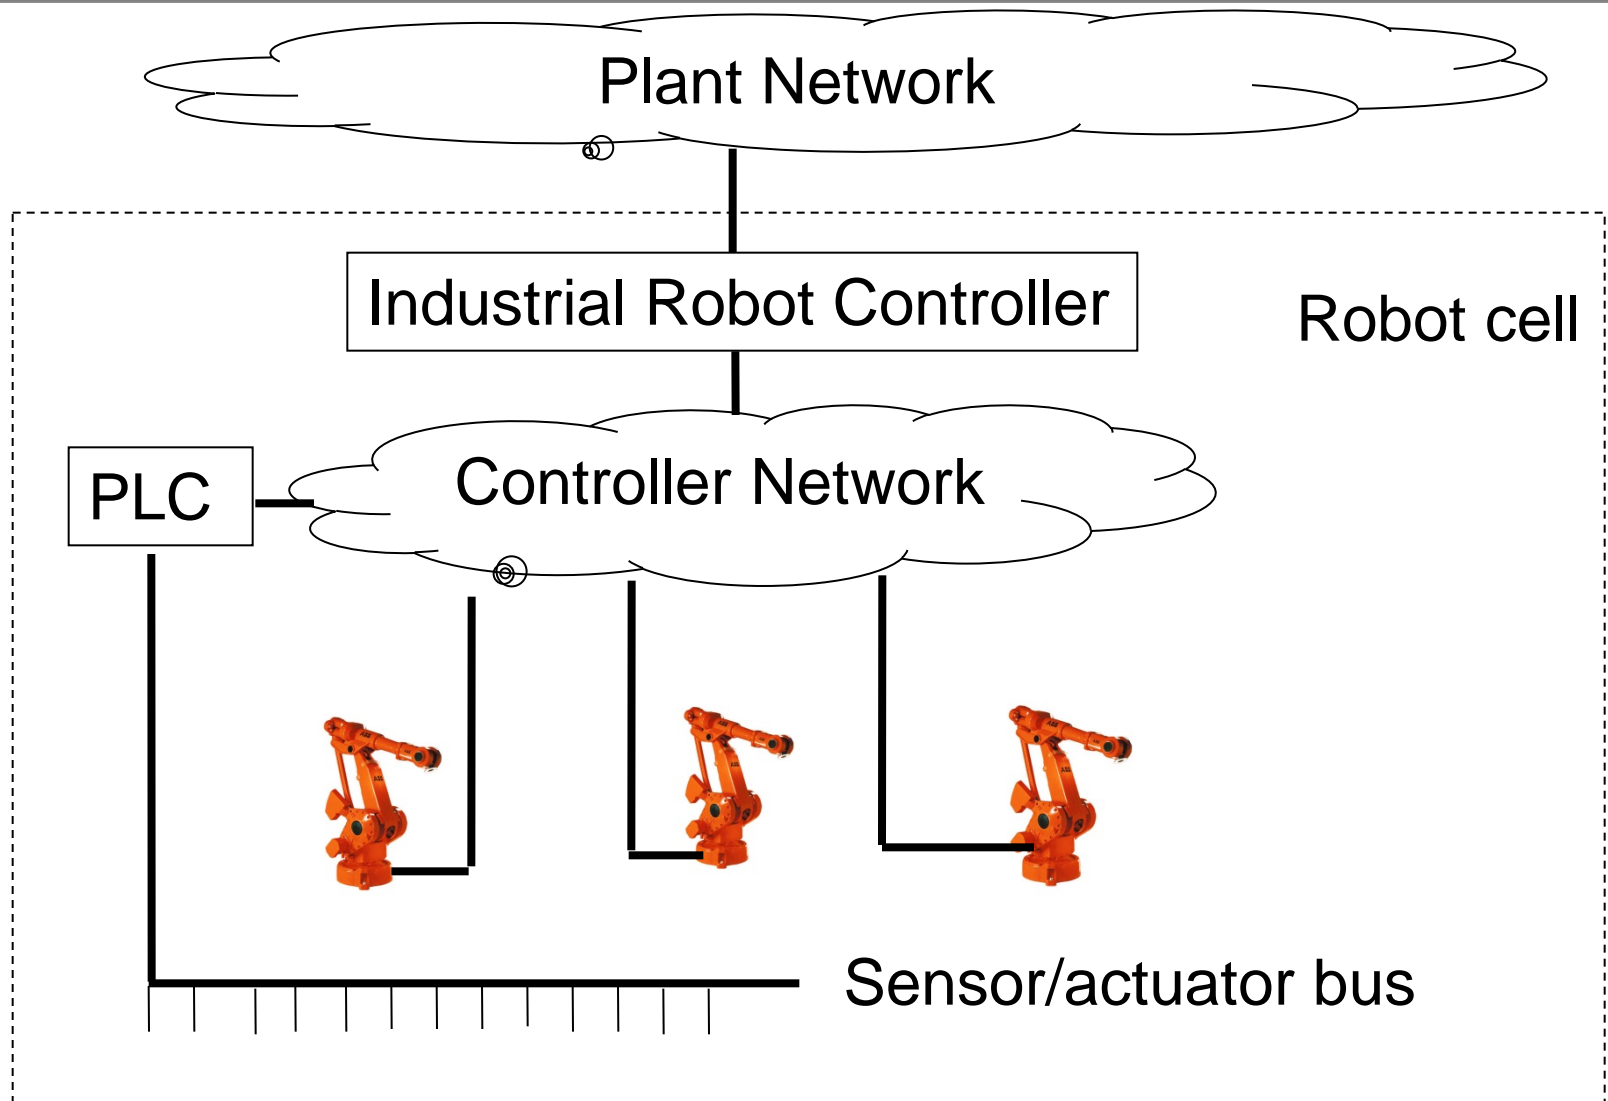 Plant Network
Industrial Robot Controller
Robot cell
PLC
Controller Network
Sensor/actuator bus